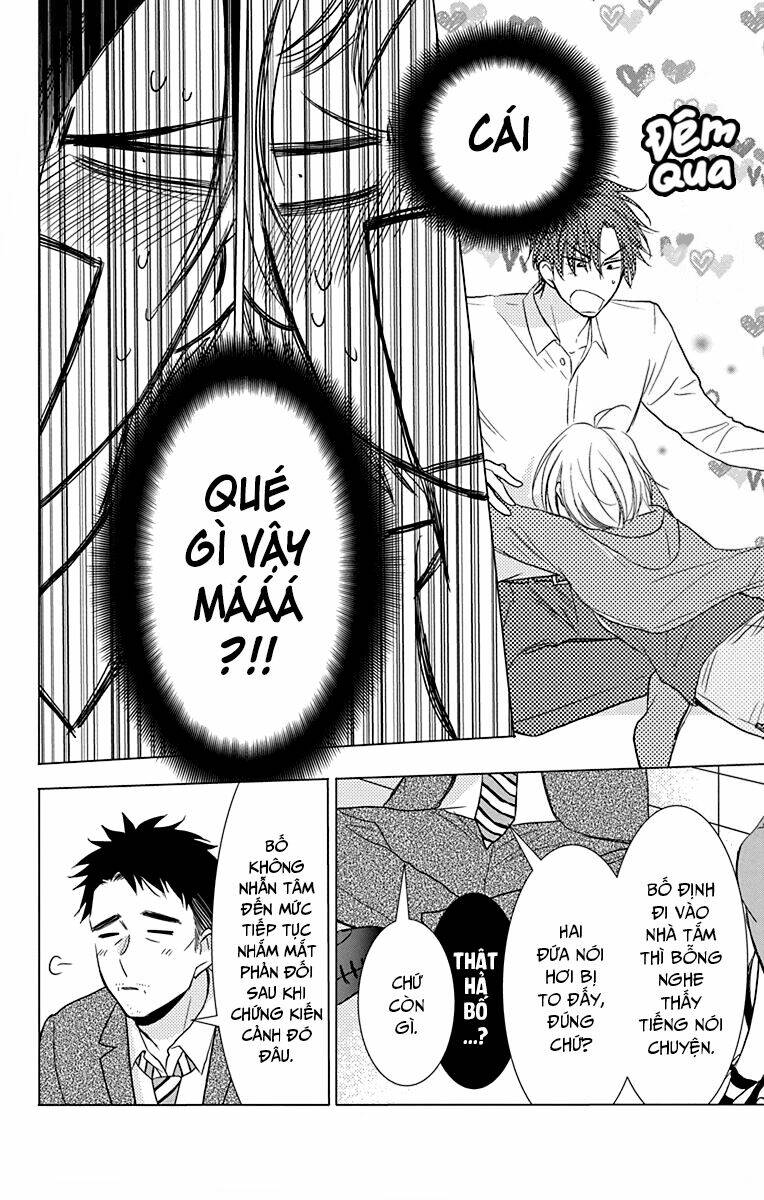 ĐÊM
QUA
CÁI
QUÉ
GÌ VẬY
MÁÁÁ
?!!
BỐ ĐỊNH
ĐI VÀO
NHÀ TẮM
THÌ BỖNG
NGHE
THẤY
TIẾNG NÓI
CHUYỆN.
HAI
ĐỨA NÓI
HƠI BỊ
TO ĐẤY,
ĐÚNG
CHỨ?
THẬT
HẢ
BỐ
...?
CHỨ
CÒN
GÌ.
BỐ
KHÔNG
NHẪN TÂM
ĐẾN MỨC
TIẾP TỤC
NHẮM MẮT
PHẢN ĐỐI
SAU KHI
CHỨNG KIẾN
CẢNH ĐÓ
ĐÂU.